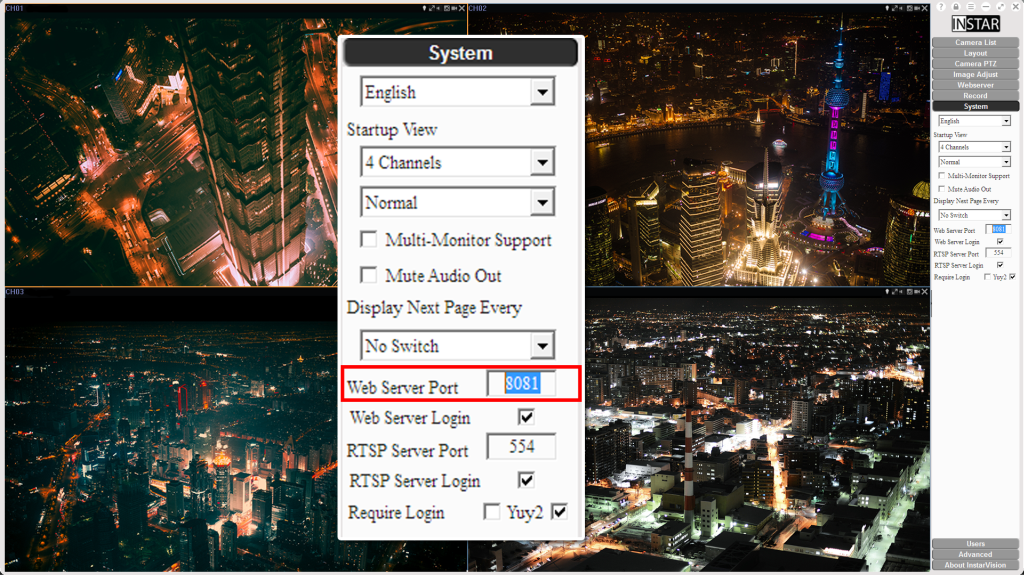 CH01
CH02
CH03
System
English
Startup View
4 Channels
Normal
Multi-Monitor Support
Mute Audio Out
Display Next Page Every
No Switch
Web Server Port 8081
Web Server Login
RTSP Server Port 554
RTSP Server Login
Require Login Yuy2
?
INSTAR
Camera List
Layout
Camera PTZ
Image Adjust
Webserver
Record
System
English
Startup View
4 Channels
Normal
Multi-Monitor Support
Mute Audio Out
Display Next Page Every
No Switch
Web Server Port 8081
Web Server Login
RTSP Server Port 554
RTSP Server Login
Require Login Yuy2
Users
Advanced
About InstarVision